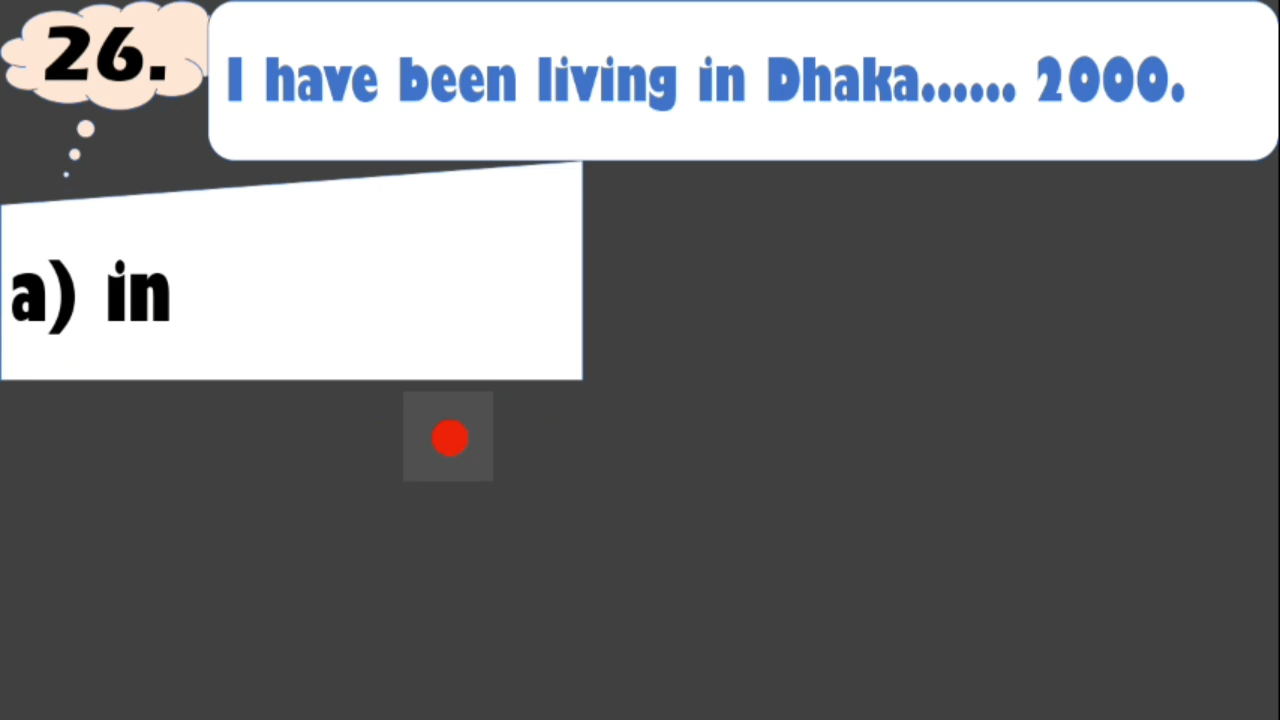 26.
I have been living in Dhaka...... 2000.
a) in